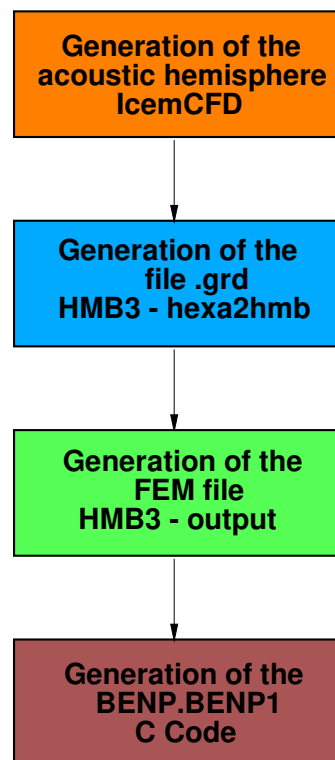 Generation of the
acoustic hemisphere
IcemCFD
Generation of the
file .grd
HMB3 - hexa2hmb
Generation of the
FEM file
HMB3 - output
Generation of the
BENP.BENP1
C Code